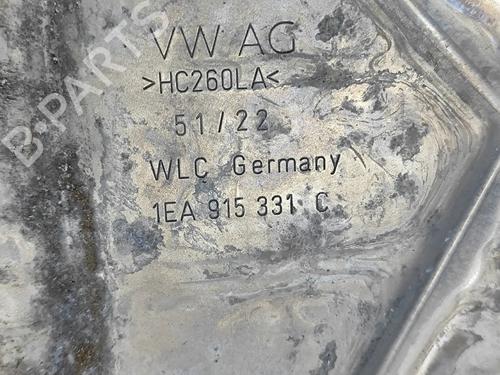 VW AG
>HC260LA<
51/22
WLC Germany
1EA 915 331 C
B-PARTS